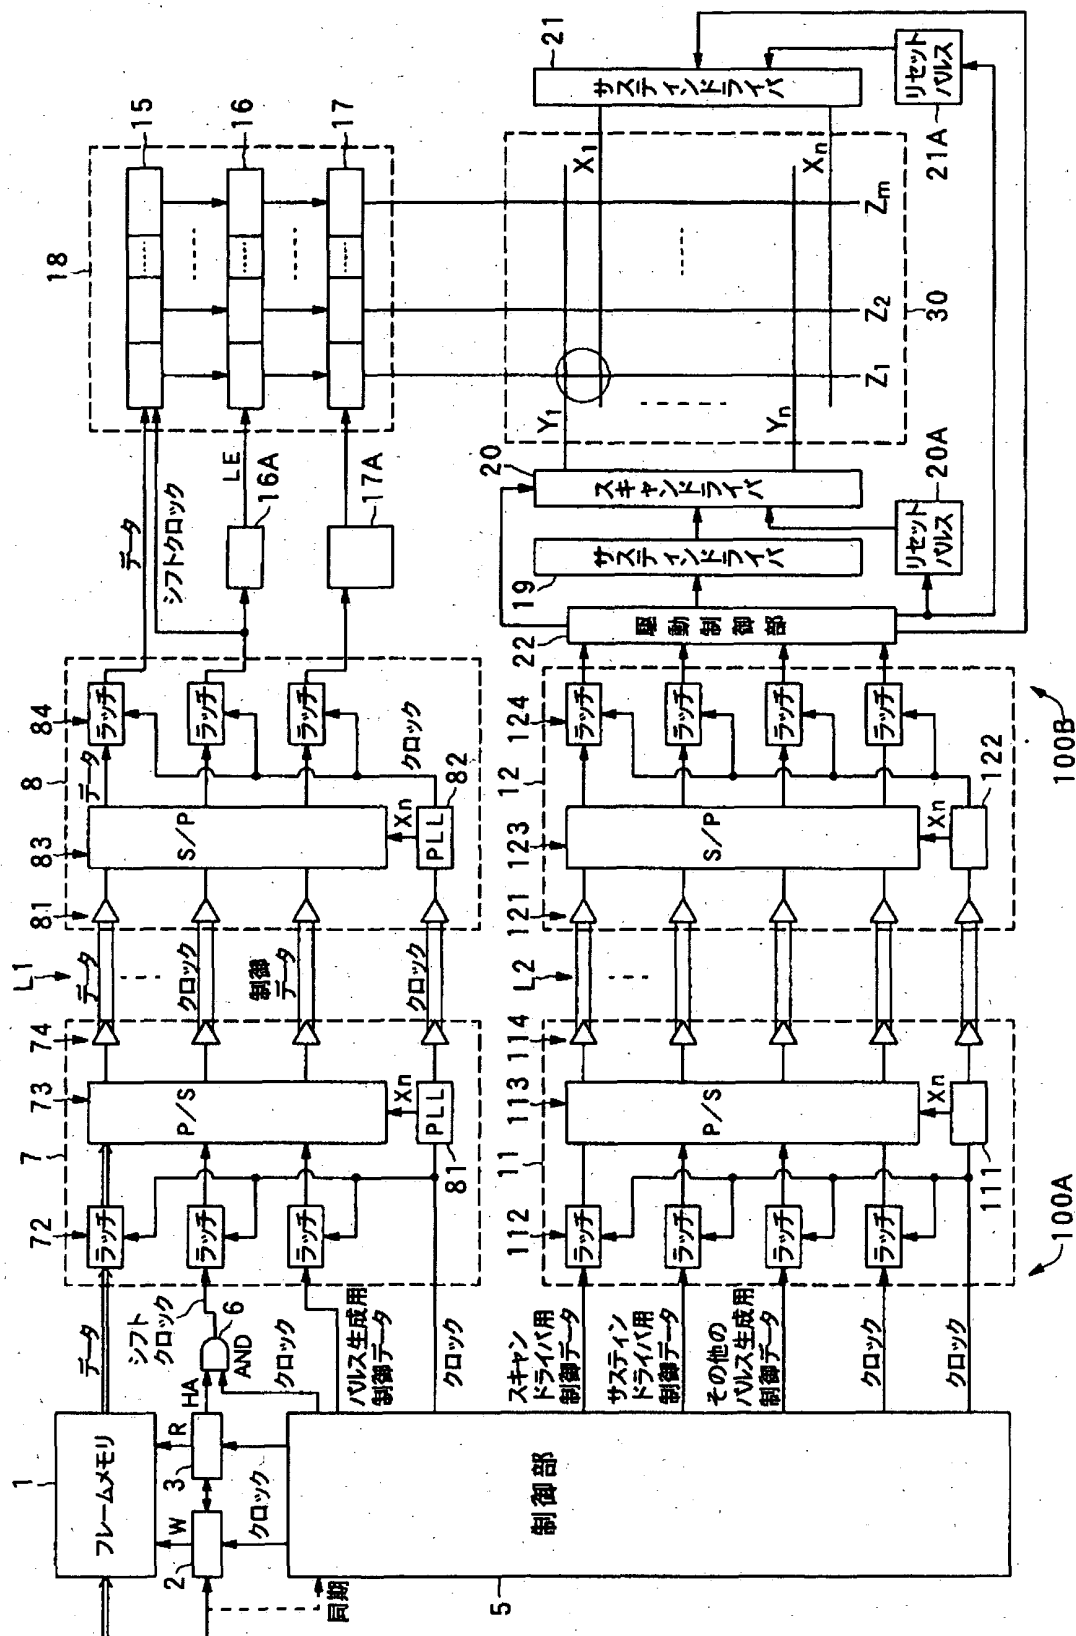 1
フレームメモリ
データ
W
R
2
3
HA
クロック
同期
5
制御部
シフト
クロック
6
AND
クロック
パルス生成用
制御データ
クロック
スキャン
ドライバ用
制御データ
サスティン
ドライバ用
制御データ
その他の
パルス生成用
制御データ
クロック
クロック
7
72
ラッチ
ラッチ
ラッチ
73
P/S
74
Xn
PLL
81
L1
データ
クロック
制御
データ
クロック
8
81
83
S/P
データ
84
ラッチ
ラッチ
ラッチ
Xn
PLL
82
クロック
11
112
ラッチ
ラッチ
ラッチ
ラッチ
113
P/S
114
Xn
111
100A
L2
12
121
123
S/P
124
ラッチ
ラッチ
ラッチ
ラッチ
Xn
122
100B
データ
シフトクロック
LE
16A
17A
18
15
16
17
22
駆動制御部
19
サスティンドライバ
20
スキャンドライバ
リセット
パルス
20A
Y1
Yn
X1
Xn
Z1
Z2
Zm
30
21
サスティンドライバ
リセット
パルス
21A